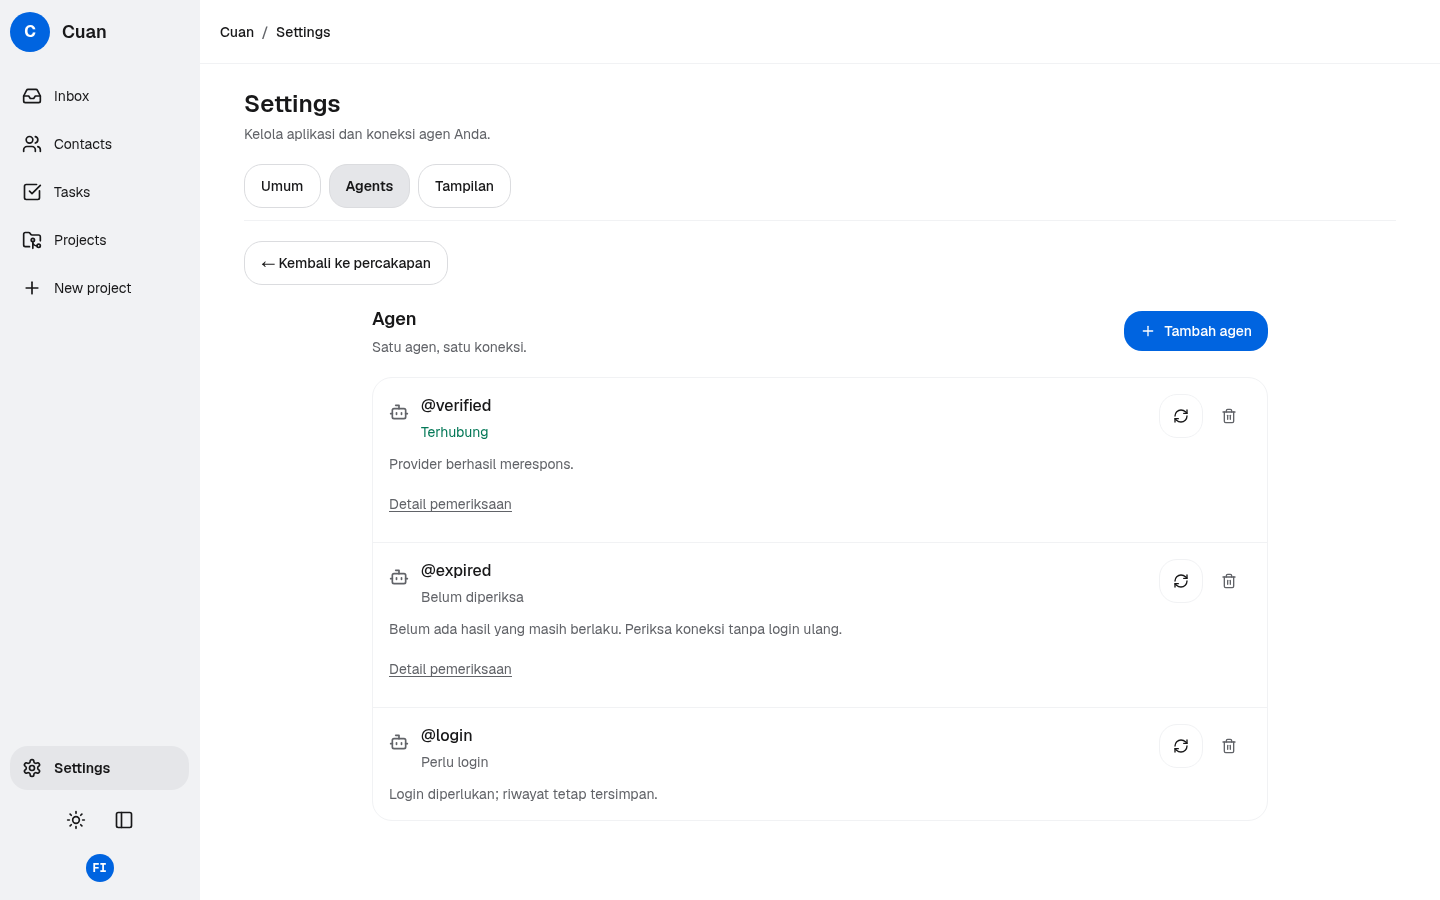 C
Cuan
Inbox
Contacts
Tasks
Projects
New project
Settings
FI
Cuan / Settings
Settings
Kelola aplikasi dan koneksi agen Anda.
Umum
Agents
Tampilan
← Kembali ke percakapan
Agen
Satu agen, satu koneksi.
Tambah agen
@verified
Terhubung
Provider berhasil merespons.
Detail pemeriksaan
@expired
Belum diperiksa
Belum ada hasil yang masih berlaku. Periksa koneksi tanpa login ulang.
Detail pemeriksaan
@login
Perlu login
Login diperlukan; riwayat tetap tersimpan.